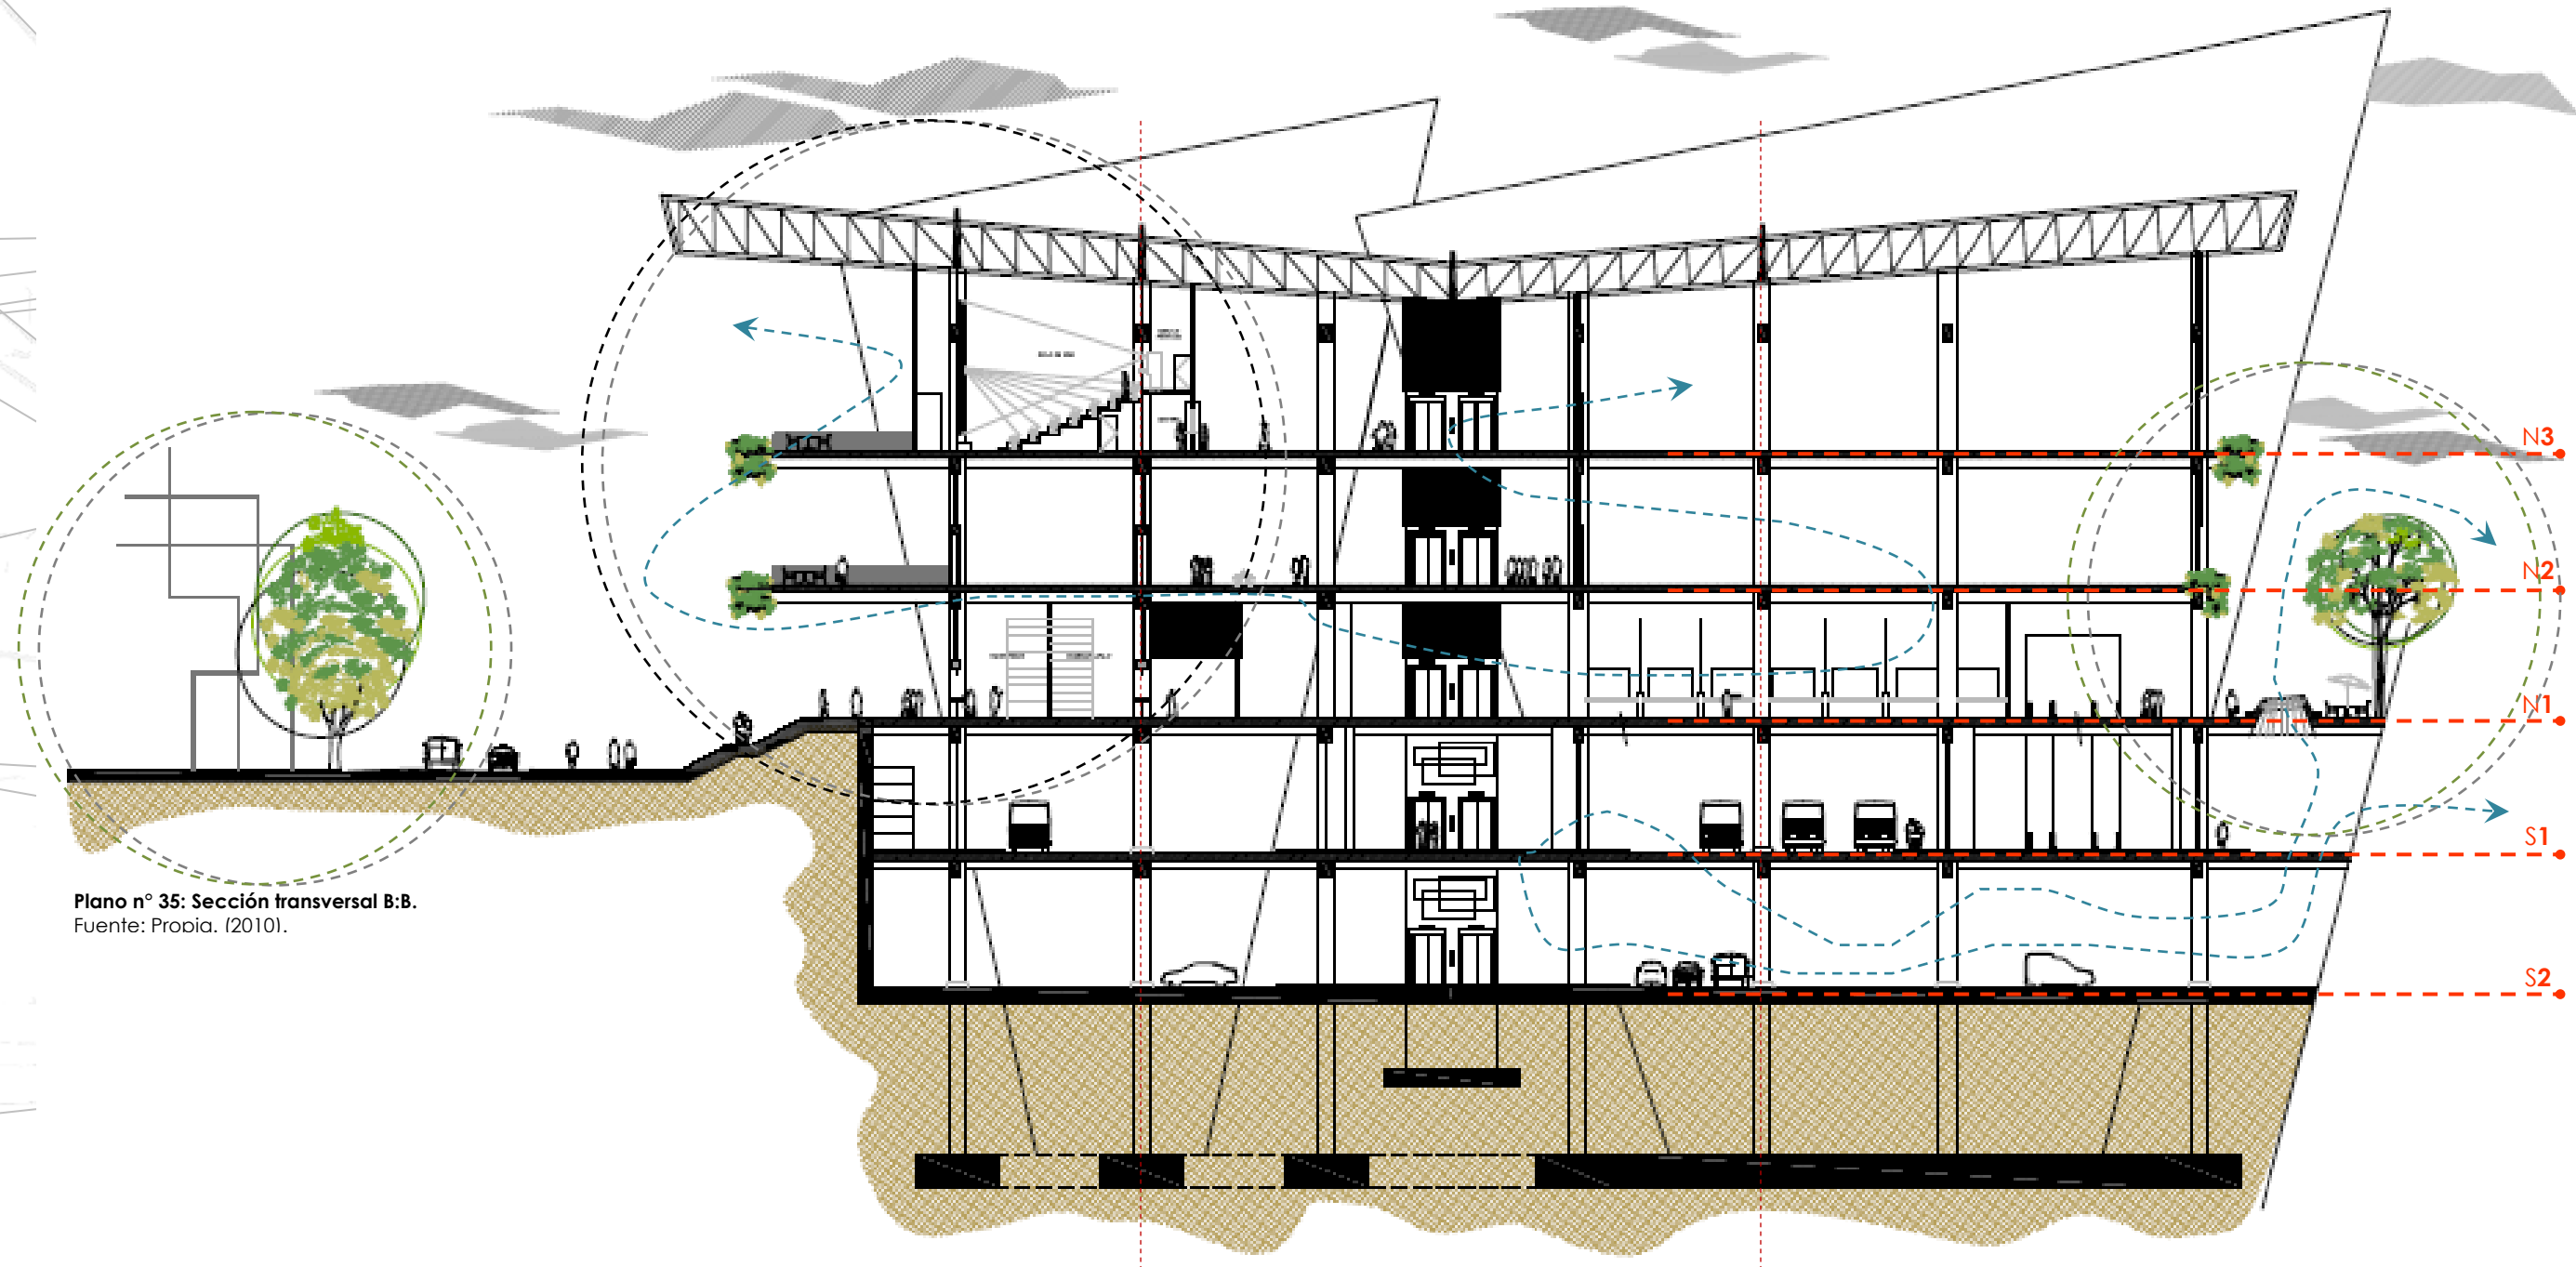 N3
N2
N1
S1
Plano n° 35: Sección transversal B:B.
Fuente: Propia. (2010).
S2